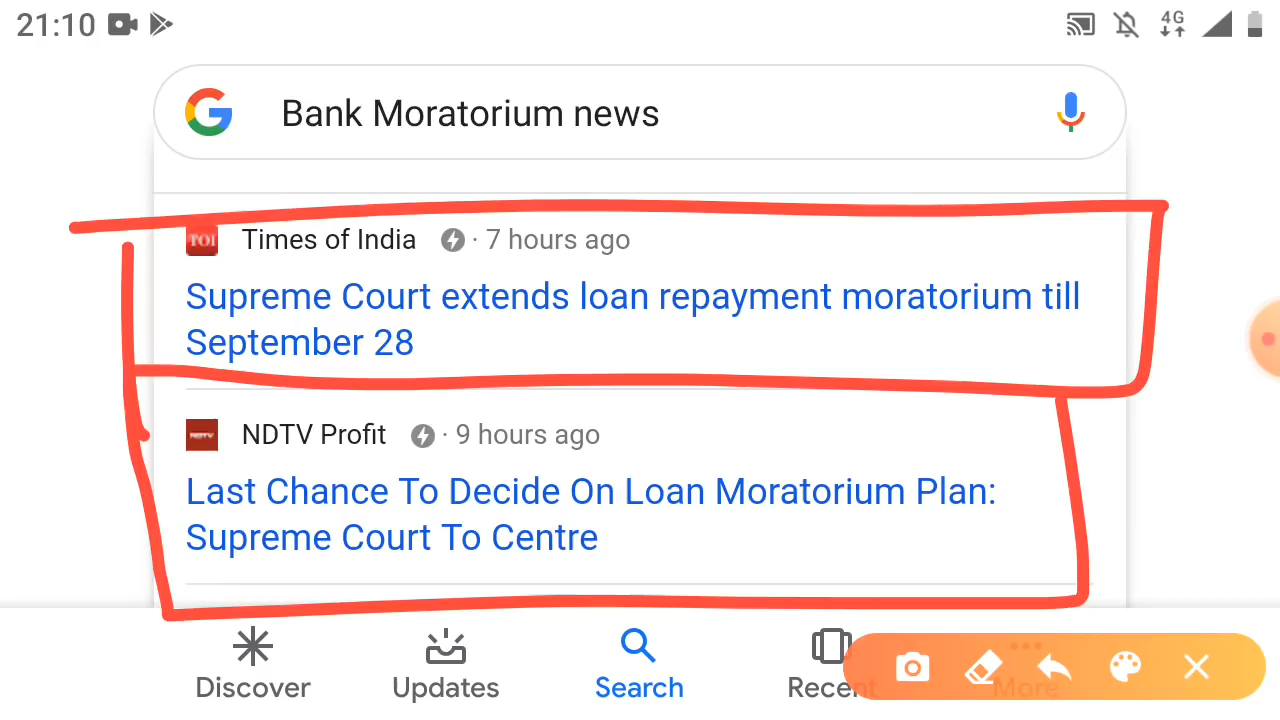 21:10
4G
Bank Moratorium news
TOI Times of India · 7 hours ago
Supreme Court extends loan repayment moratorium till
September 28
NDTV NDTV Profit · 9 hours ago
Last Chance To Decide On Loan Moratorium Plan:
Supreme Court To Centre
Discover Updates Search Recent More